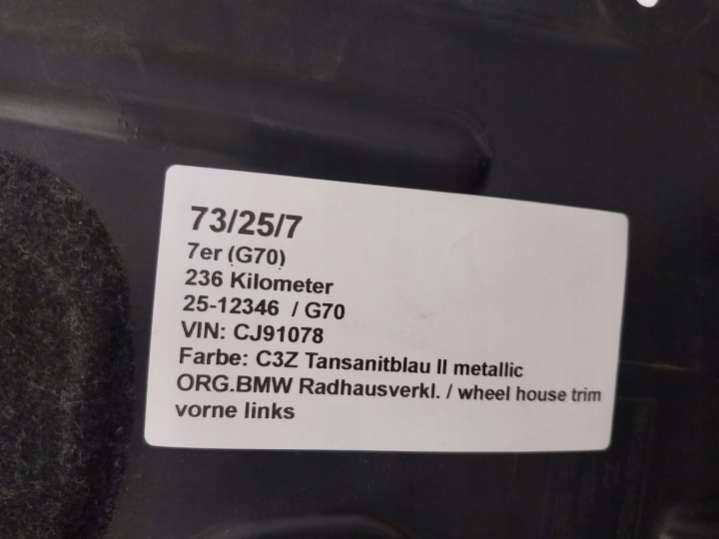 73/25/7
7er (G70)
236 Kilometer
25-12346 / G70
VIN: CJ91078
Farbe: C3Z Tansanitblau II metallic
ORG.BMW Radhausverkl. / wheel house trim
vorne links